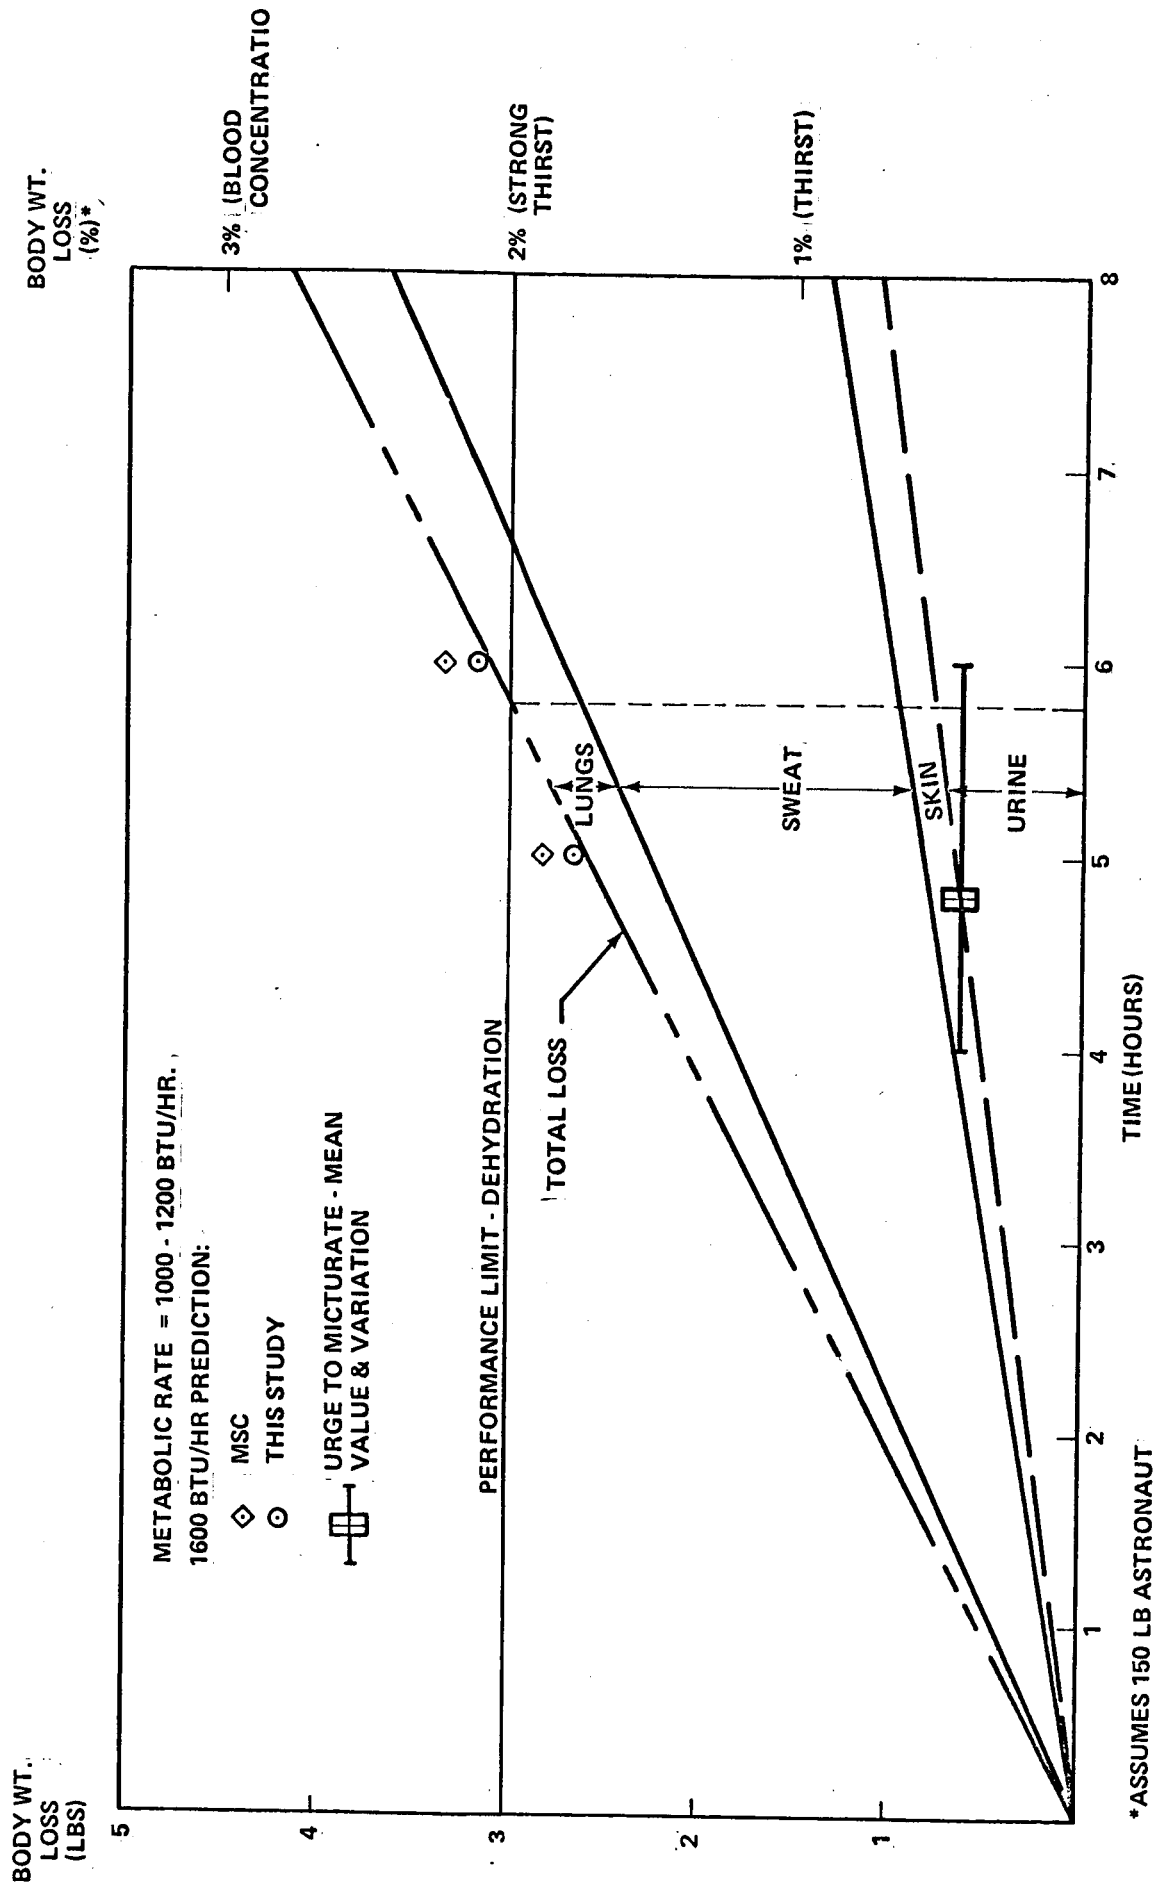 BODY WT.
LOSS
(LBS)
BODY WT.
LOSS
(%)*
5
4
3
2
1
METABOLIC RATE = 1000 - 1200 BTU/HR.,
1600 BTU/HR PREDICTION:
MSC
THIS STUDY
URGE TO MICTURATE - MEAN
VALUE & VARIATION
PERFORMANCE LIMIT - DEHYDRATION
TOTAL LOSS
LUNGS
SWEAT
SKIN
URINE
3% (BLOOD
CONCENTRATIO
2% (STRONG
THIRST)
1% (THIRST)
1
2
3
4
5
6
7
8
TIME (HOURS)
*ASSUMES 150 LB ASTRONAUT